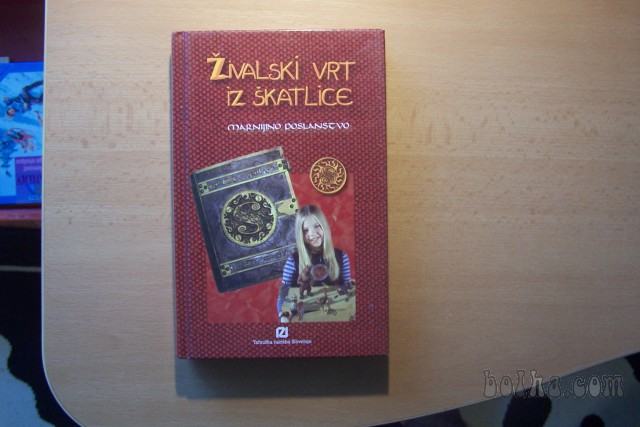 ŽIVALSKI VRT
IZ ŠKATLICE
MARNIJINO POSLANSTVO
Tehniška založba Slovenije
bolha.com